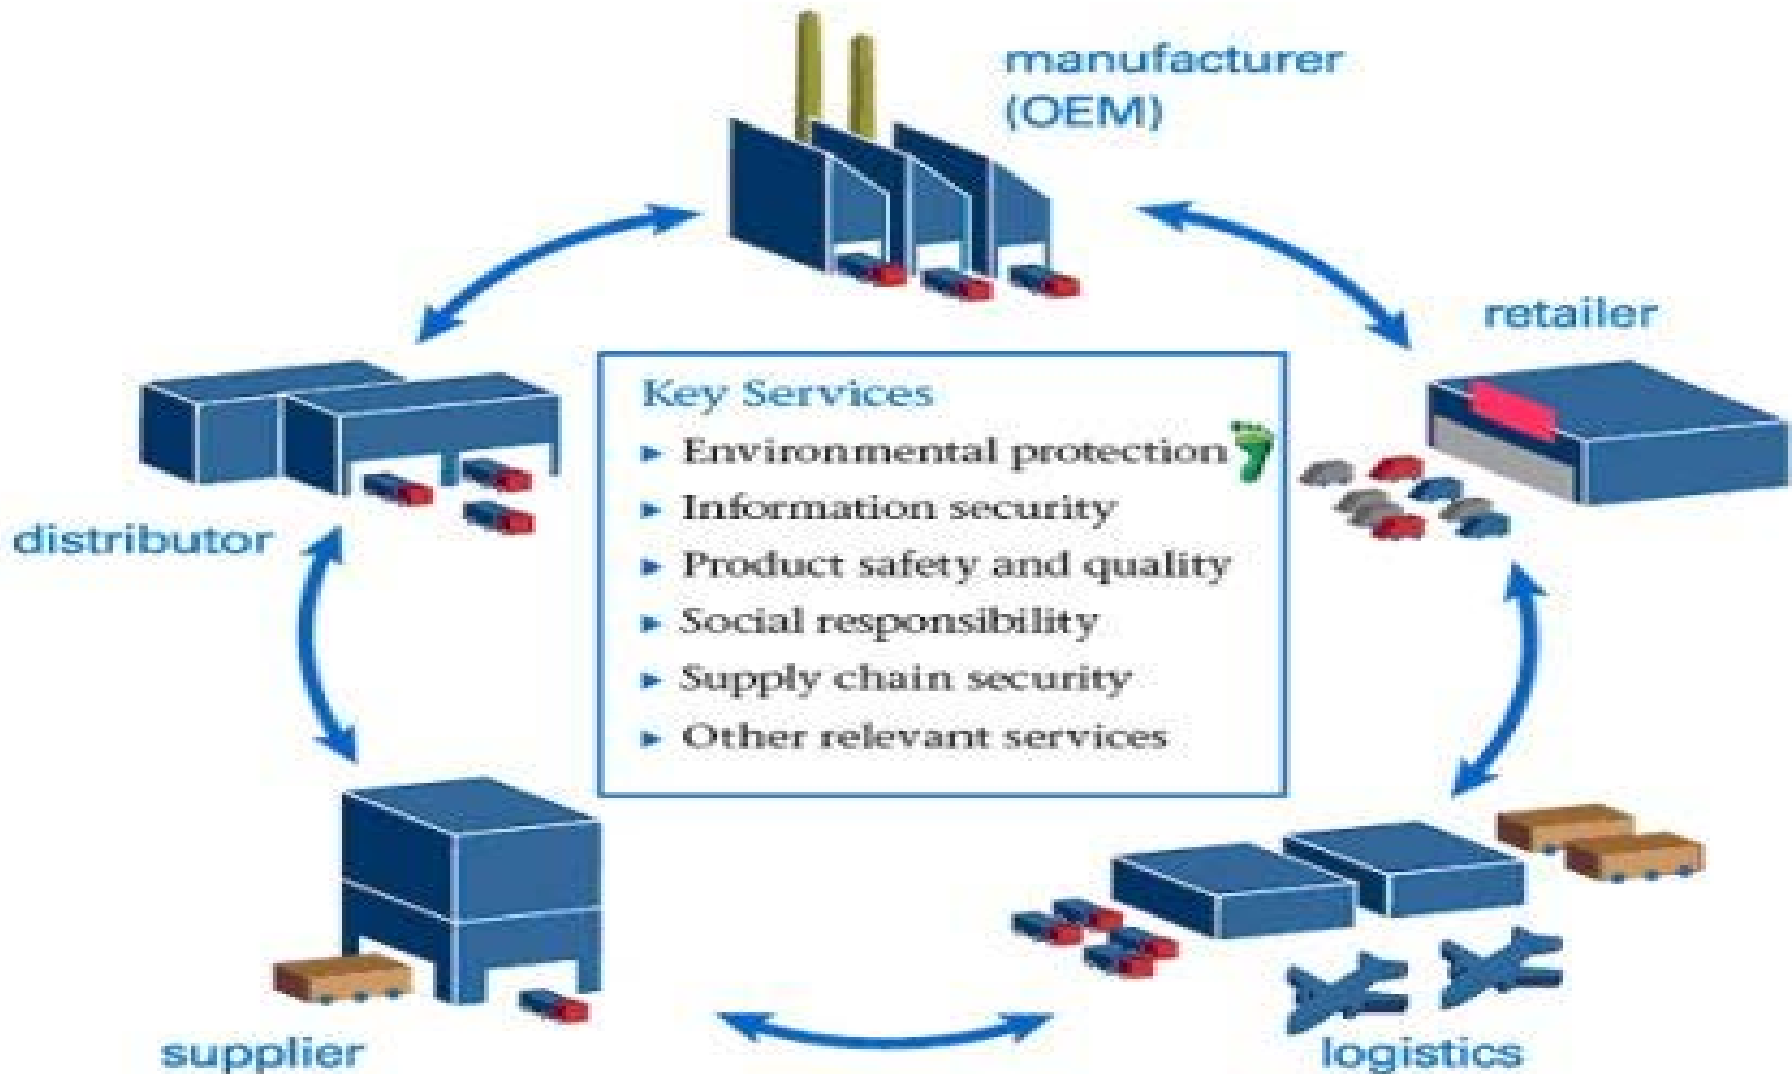 manufacturer
(OEM)
retailer
Key Services
Environmental protection
Information security
Product safety and quality
Social responsibility
Supply chain security
Other relevant services
distributor
supplier
logistics